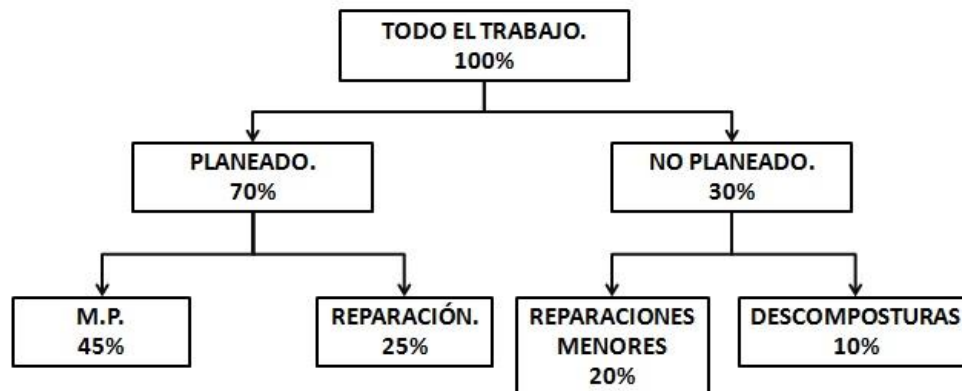 TODO EL TRABAJO.
100%
PLANEADO.
70%
NO PLANEADO.
30%
M.P.
45%
REPARACIÓN.
25%
REPARACIONES
MENORES
20%
DESCOMPOSTURAS
10%